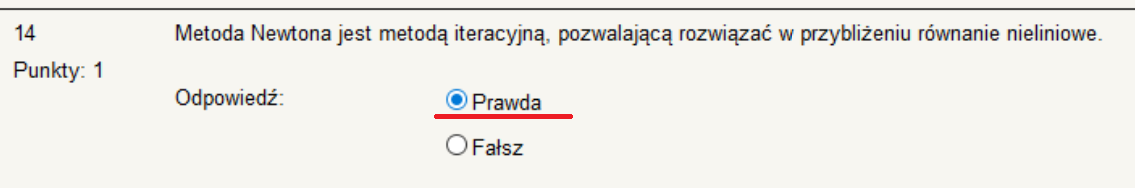 14
Metoda Newtona jest metodą iteracyjną, pozwalającą rozwiązać w przybliżeniu równanie nieliniowe.
Punkty: 1
Odpowiedź:
Prawda
Fałsz